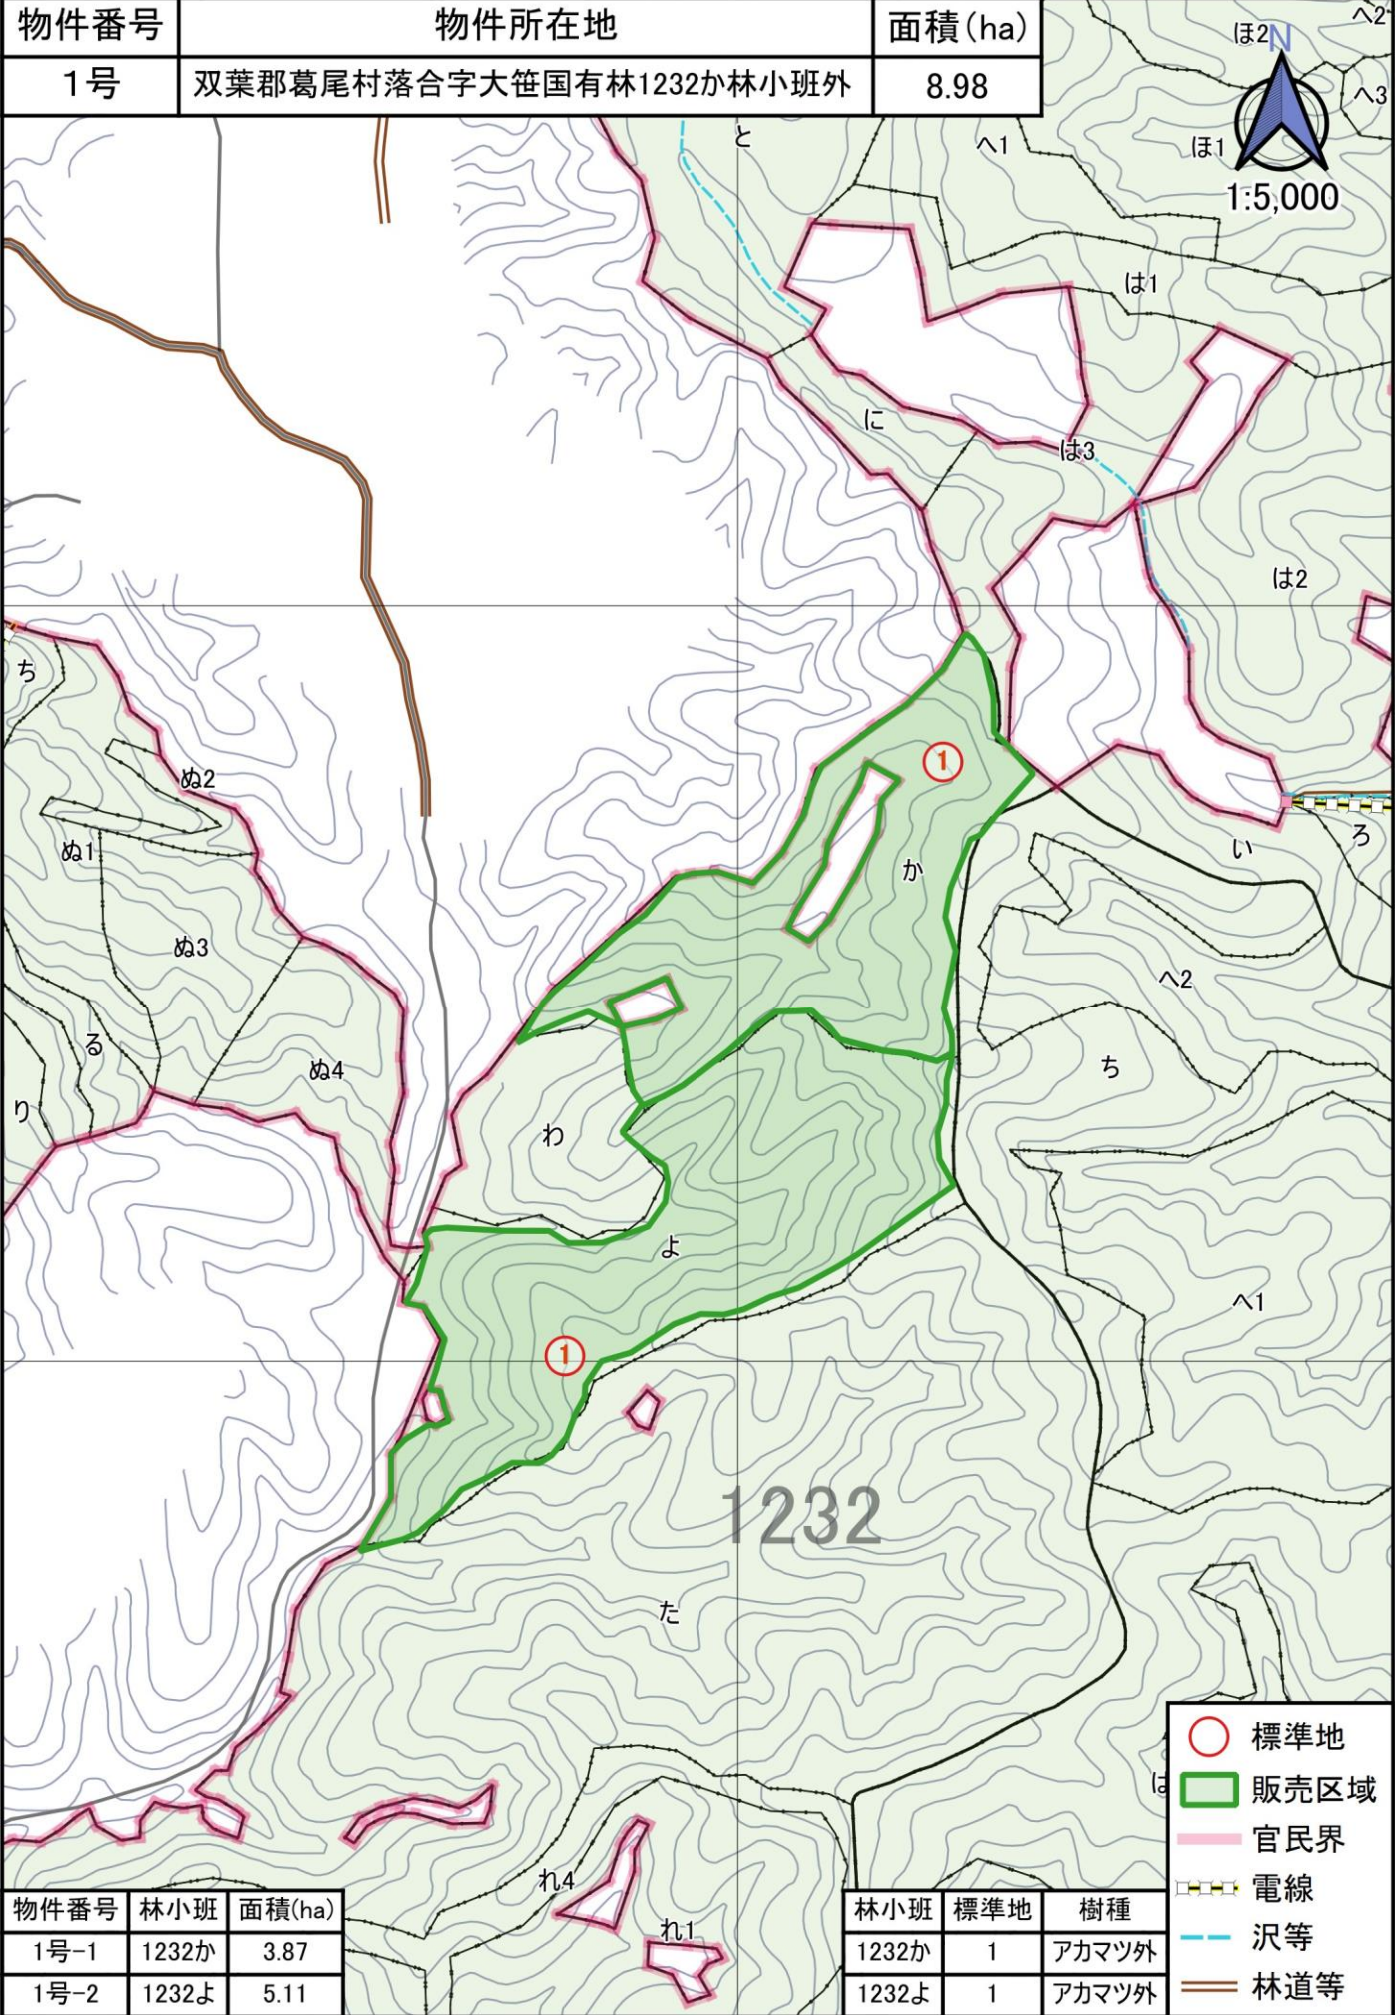 物件番号 物件所在地 面積(ha)
1号 双葉郡葛尾村落合字大笹国有林1232か林小班外 8.98
へ2
ほ2
N
へ3
と
へ1
ほ1
1:5,000
は1
に
は3
は2
ち
1
ぬ2
ぬ1
か
い
ろ
ぬ3
へ2
る
ぬ4
ち
り
わ
よ
へ1
1
1232
た
は
れ4
れ1
標準地
販売区域
官民界
電線
沢等
林道等
物件番号 林小班 面積(ha)
1号-1 1232か 3.87
1号-2 1232よ 5.11
林小班 標準地 樹種
1232か 1 アカマツ外
1232よ 1 アカマツ外